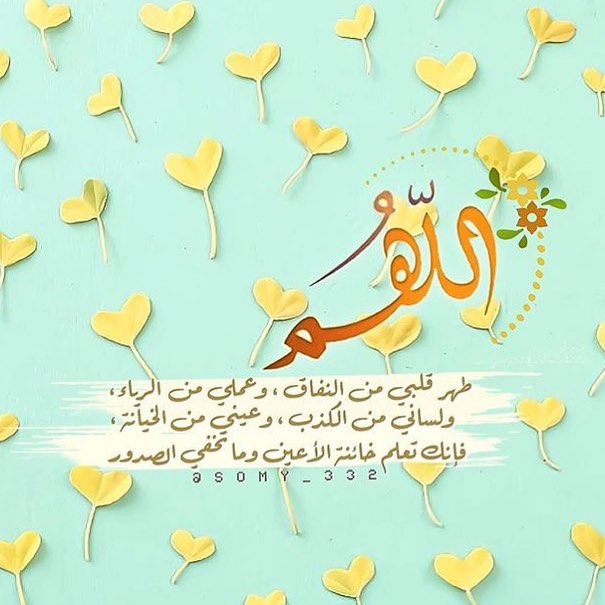 اللّهُم
طهر قلبي من النفاق ، وعملي من الرياء ،
ولساني من الكذب ، وعيني من الخيانة ،
فإنك تعلم خائنة الأعين وما تخفي الصدور
@SOMY_332